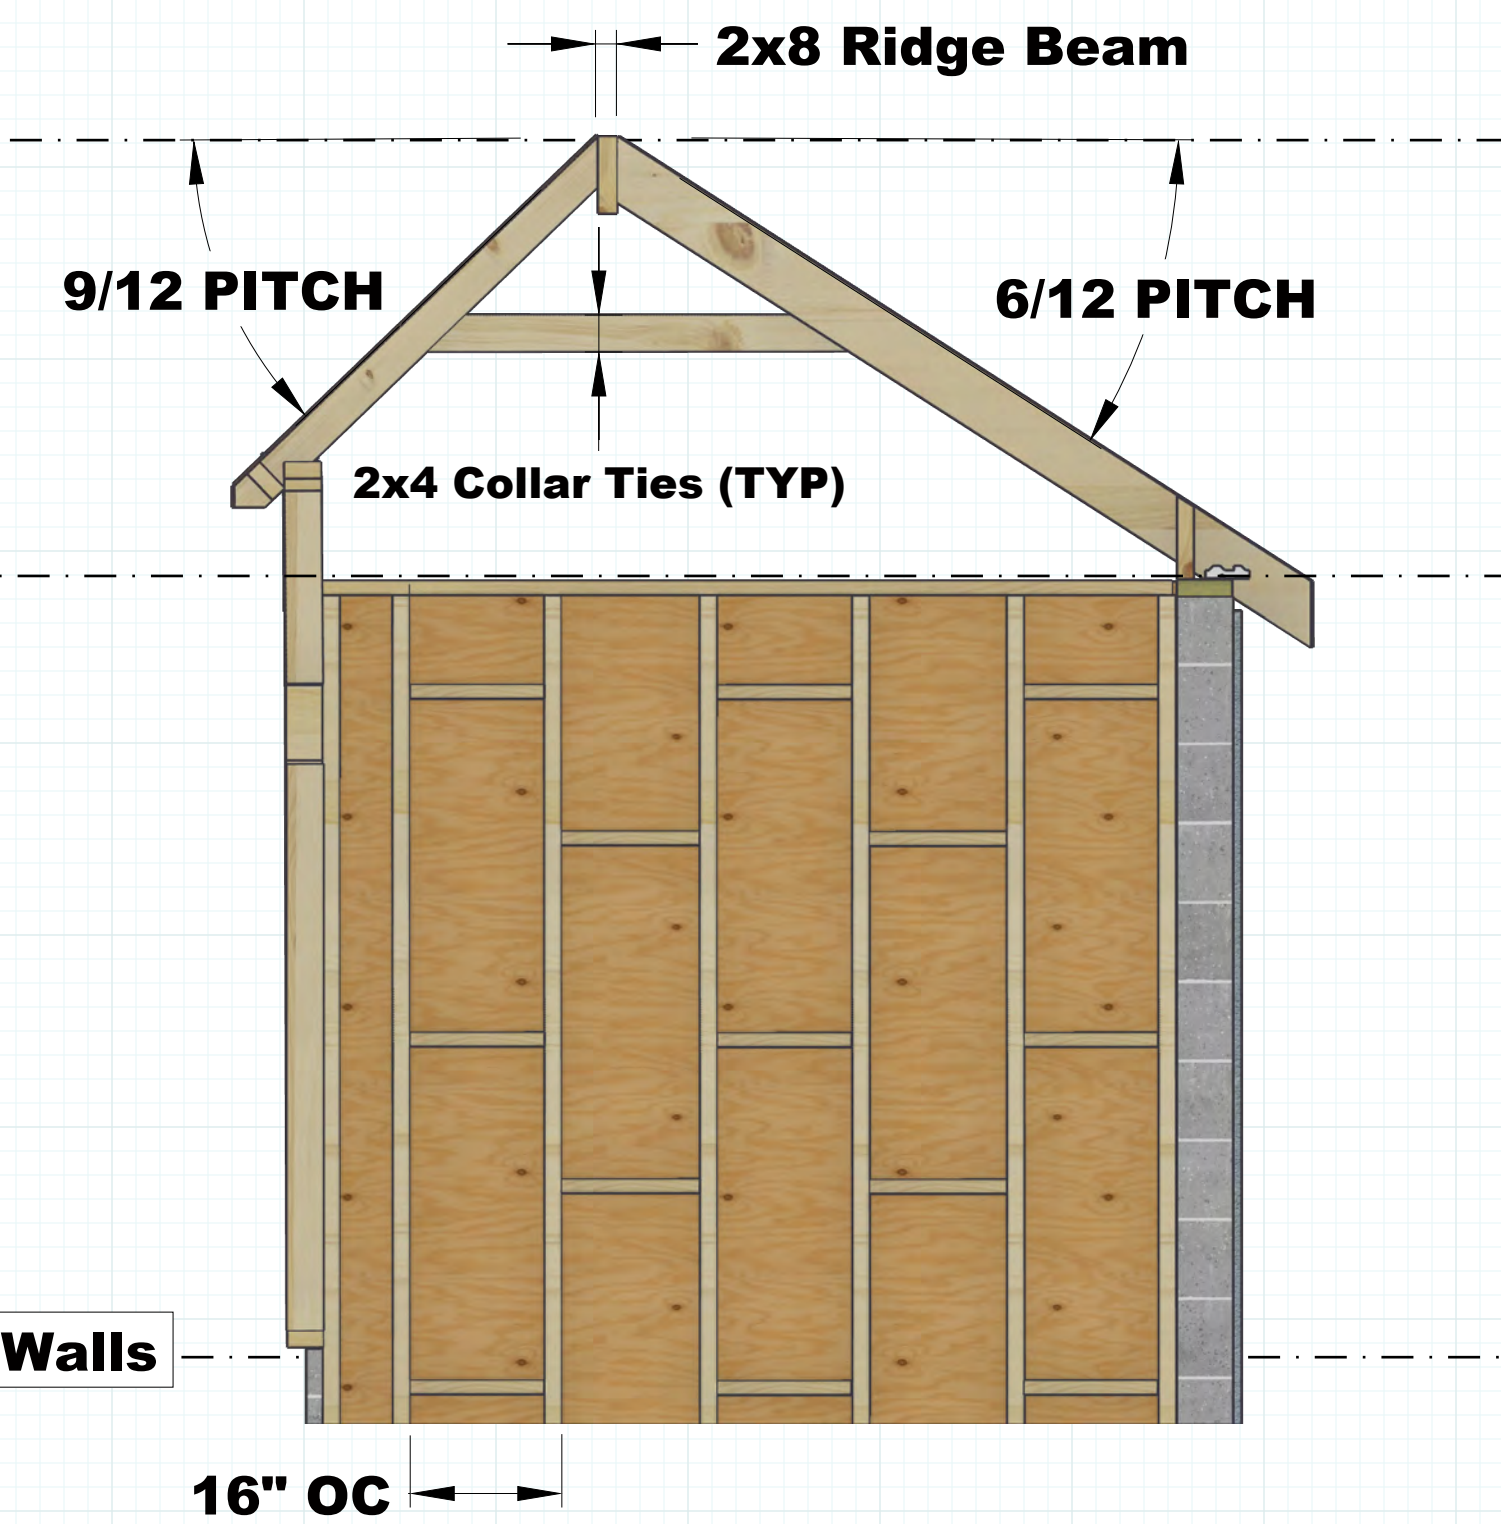 2x8 Ridge Beam
9/12 PITCH
6/12 PITCH
2x4 Collar Ties (TYP)
Walls
16" OC